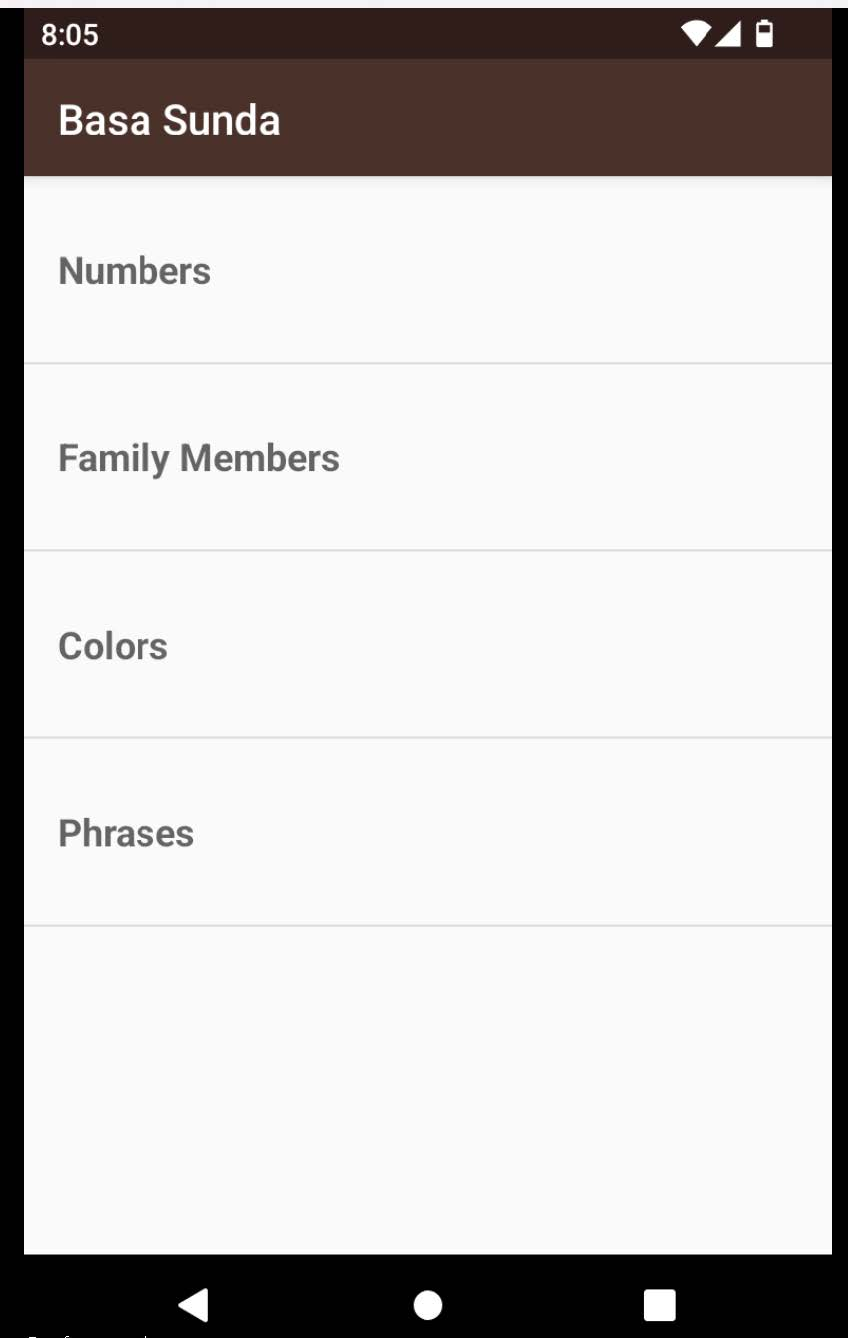 8:05
Basa Sunda
Numbers
Family Members
Colors
Phrases